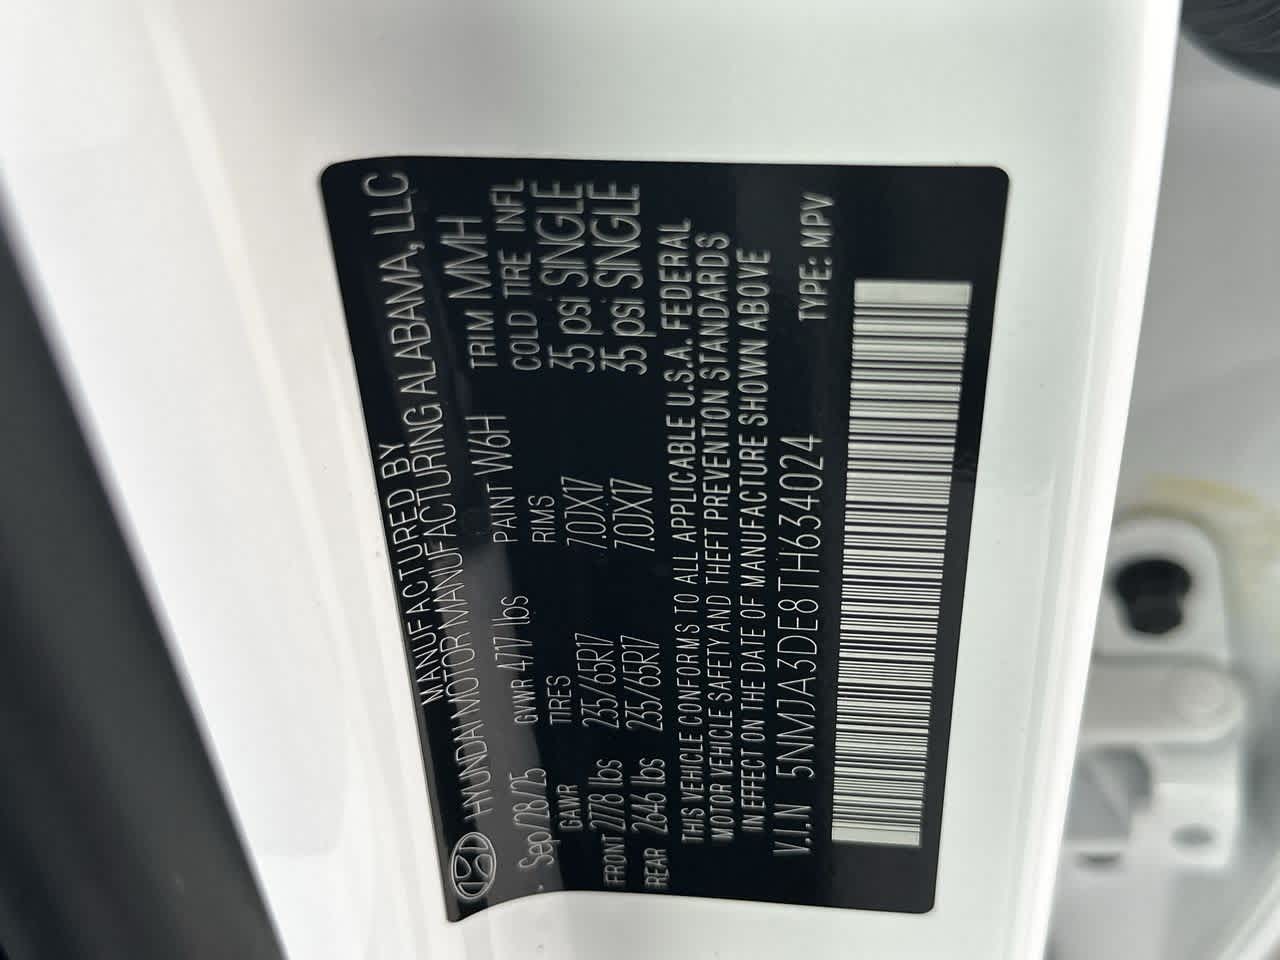 MANUFACTURED BY
HYUNDAI MOTOR MANUFACTURING ALABAMA, LLC
Sep/28/25 GVWR 4717 lbs PAINT W6H TRIM MMH
GAWR TIRES RIMS COLD TIRE INFL
FRONT 2778 lbs 235/65R17 7.0JX17 35 psi SINGLE
REAR 2646 lbs 235/65R17 7.0JX17 35 psi SINGLE
THIS VEHICLE CONFORMS TO ALL APPLICABLE U.S.A. FEDERAL
MOTOR VEHICLE SAFETY AND THEFT PREVENTION STANDARDS
IN EFFECT ON THE DATE OF MANUFACTURE SHOWN ABOVE
V.I.N 5NMJA3DE8TH634024 TYPE: MPV